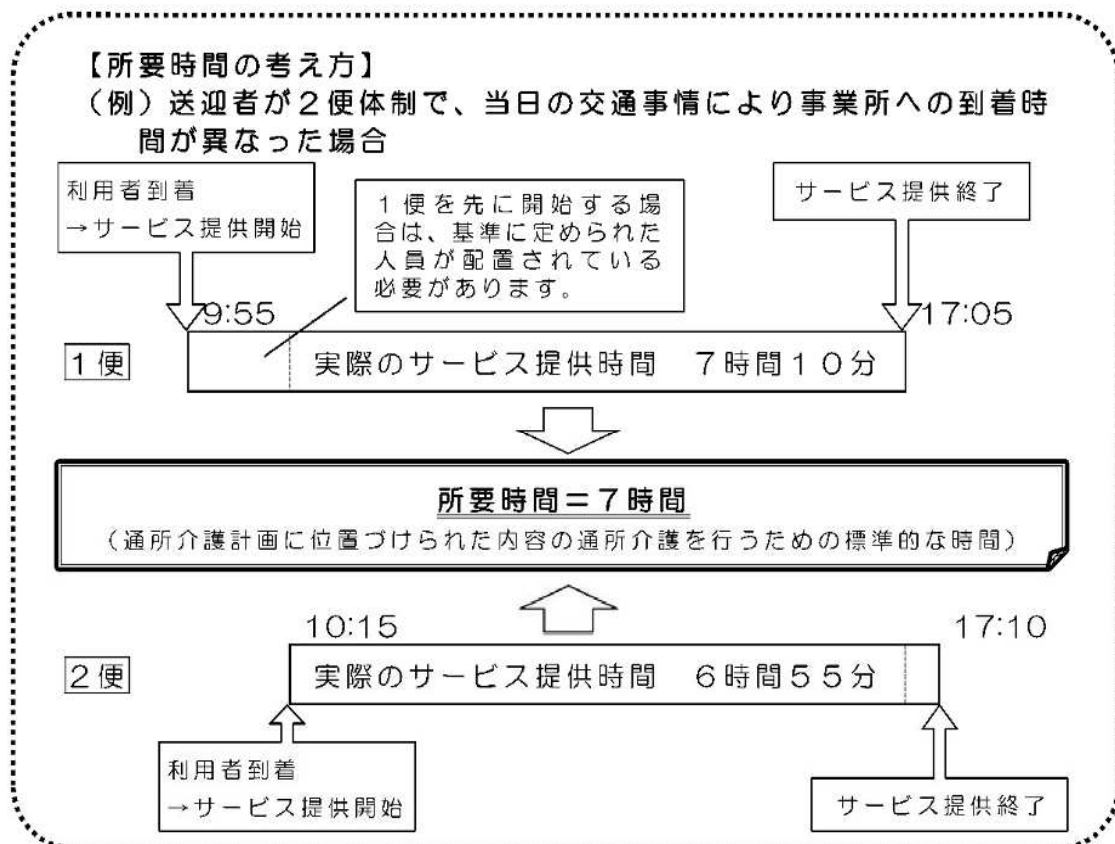 【所要時間の考え方】
（例）送迎者が２便体制で、当日の交通事情により事業所への到着時
間が異なった場合
利用者到着
→サービス提供開始
１便を先に開始する場
合は、基準に定められた
人員が配置されている
必要があります。
サービス提供終了
9:55
17:05
１便
実際のサービス提供時間　７時間１０分
所要時間＝７時間
（通所介護計画に位置づけられた内容の通所介護を行うための標準的な時間）
10:15
17:10
２便
実際のサービス提供時間　６時間５５分
利用者到着
→サービス提供開始
サービス提供終了